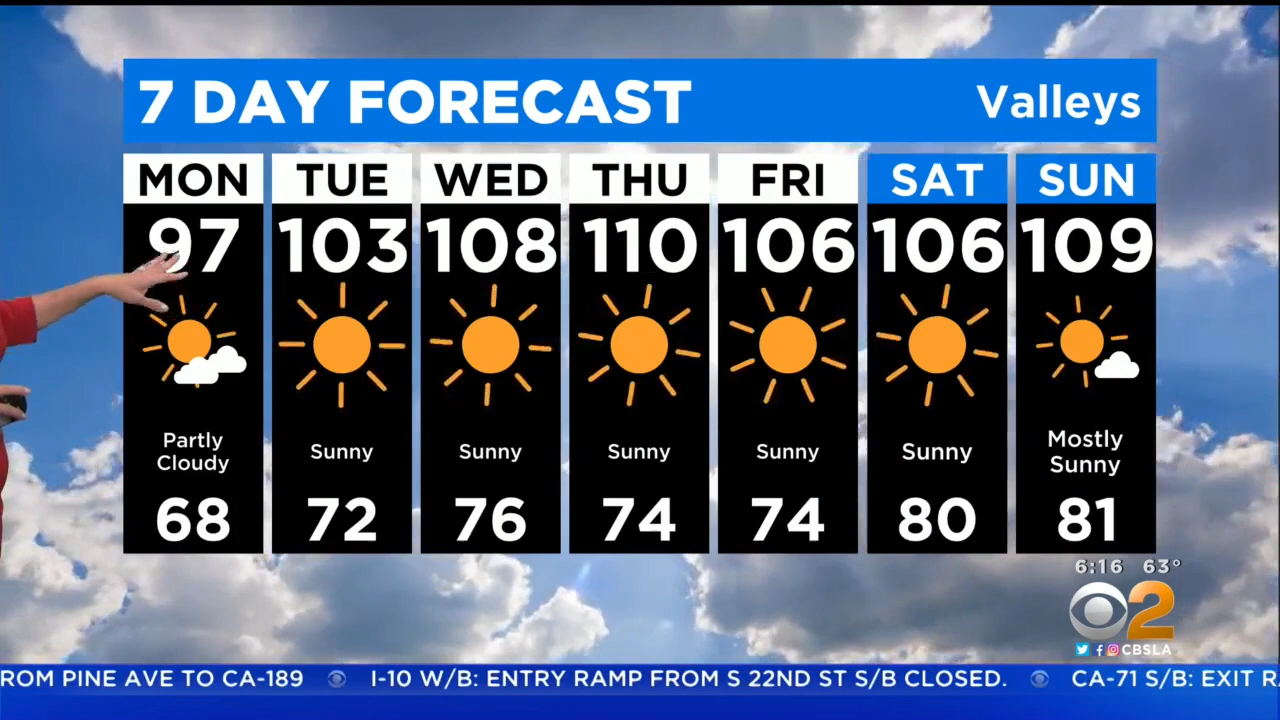 7 DAY FORECAST Valleys
MON TUE WED THU FRI SAT SUN
97 103 108 110 106 106 109
Partly Cloudy Sunny Sunny Sunny Sunny Sunny Mostly Sunny
68 72 76 74 74 80 81
6:16 63°
2
CBSLA
ROM PINE AVE TO CA-189 I-10 W/B: ENTRY RAMP FROM S 22ND ST S/B CLOSED. CA-71 S/B: EXIT R